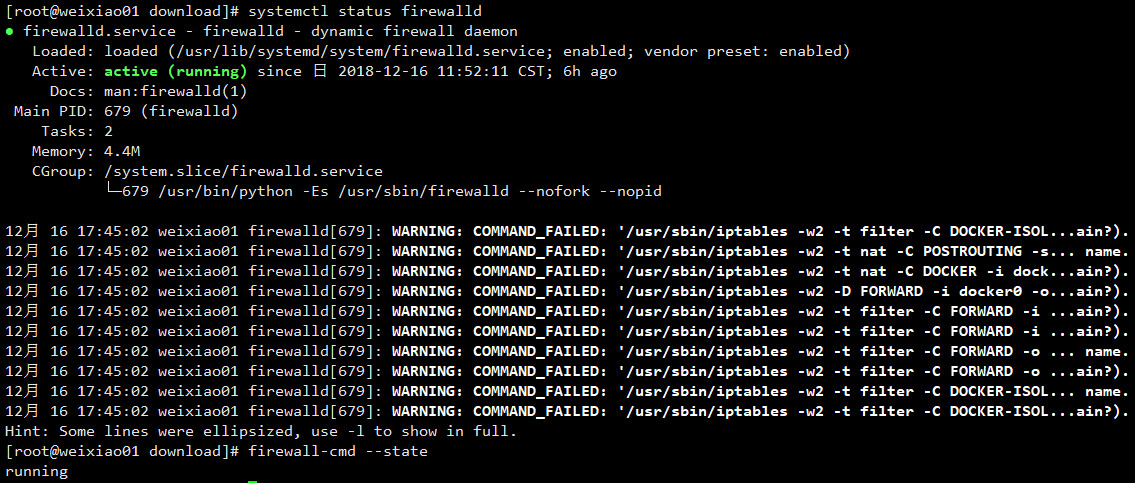 [root@weixiao01 download]# systemctl status firewalld
● firewalld.service - firewalld - dynamic firewall daemon
   Loaded: loaded (/usr/lib/systemd/system/firewalld.service; enabled; vendor preset: enabled)
   Active: active (running) since 日 2018-12-16 11:52:11 CST; 6h ago
     Docs: man:firewalld(1)
 Main PID: 679 (firewalld)
    Tasks: 2
   Memory: 4.4M
   CGroup: /system.slice/firewalld.service
           └─679 /usr/bin/python -Es /usr/sbin/firewalld --nofork --nopid

12月 16 17:45:02 weixiao01 firewalld[679]: WARNING: COMMAND_FAILED: '/usr/sbin/iptables -w2 -t filter -C DOCKER-ISOL...ain?).
12月 16 17:45:02 weixiao01 firewalld[679]: WARNING: COMMAND_FAILED: '/usr/sbin/iptables -w2 -t nat -C POSTROUTING -s... name.
12月 16 17:45:02 weixiao01 firewalld[679]: WARNING: COMMAND_FAILED: '/usr/sbin/iptables -w2 -t nat -C DOCKER -i dock...ain?).
12月 16 17:45:02 weixiao01 firewalld[679]: WARNING: COMMAND_FAILED: '/usr/sbin/iptables -w2 -D FORWARD -i docker0 -o...ain?).
12月 16 17:45:02 weixiao01 firewalld[679]: WARNING: COMMAND_FAILED: '/usr/sbin/iptables -w2 -t filter -C FORWARD -i ...ain?).
12月 16 17:45:02 weixiao01 firewalld[679]: WARNING: COMMAND_FAILED: '/usr/sbin/iptables -w2 -t filter -C FORWARD -i ...ain?).
12月 16 17:45:02 weixiao01 firewalld[679]: WARNING: COMMAND_FAILED: '/usr/sbin/iptables -w2 -t filter -C FORWARD -o ... name.
12月 16 17:45:02 weixiao01 firewalld[679]: WARNING: COMMAND_FAILED: '/usr/sbin/iptables -w2 -t filter -C FORWARD -o ...ain?).
12月 16 17:45:02 weixiao01 firewalld[679]: WARNING: COMMAND_FAILED: '/usr/sbin/iptables -w2 -t filter -C DOCKER-ISOL... name.
12月 16 17:45:02 weixiao01 firewalld[679]: WARNING: COMMAND_FAILED: '/usr/sbin/iptables -w2 -t filter -C DOCKER-ISOL...ain?).
Hint: Some lines were ellipsized, use -l to show in full.
[root@weixiao01 download]# firewall-cmd --state
running